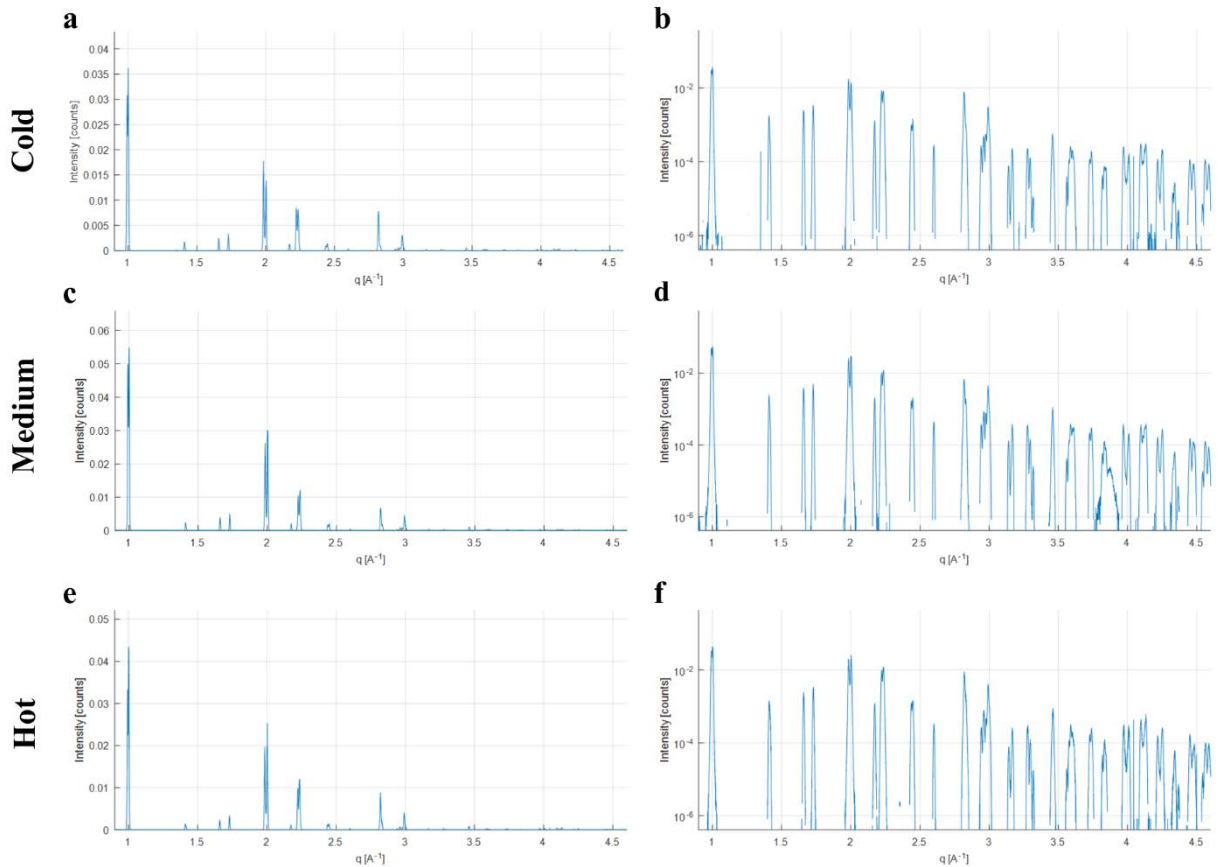 a
0.04
0.035
0.03
0.025
0.02
0.015
0.01
0.005
0
Intensity [counts]
1 1.5 2 2.5 3 3.5 4 4.5
q [A⁻¹]
Cold
b
10⁻²
10⁻⁴
10⁻⁶
Intensity [counts]
1 1.5 2 2.5 3 3.5 4 4.5
q [A⁻¹]
c
0.06
0.05
0.04
0.03
0.02
0.01
0
Intensity [counts]
1 1.5 2 2.5 3 3.5 4 4.5
q [A⁻¹]
Medium
d
10⁻²
10⁻⁴
10⁻⁶
Intensity [counts]
1 1.5 2 2.5 3 3.5 4 4.5
q [A⁻¹]
e
0.05
0.04
0.03
0.02
0.01
0
Intensity [counts]
1 1.5 2 2.5 3 3.5 4 4.5
q [A⁻¹]
Hot
f
10⁻²
10⁻⁴
10⁻⁶
Intensity [counts]
1 1.5 2 2.5 3 3.5 4 4.5
q [A⁻¹]